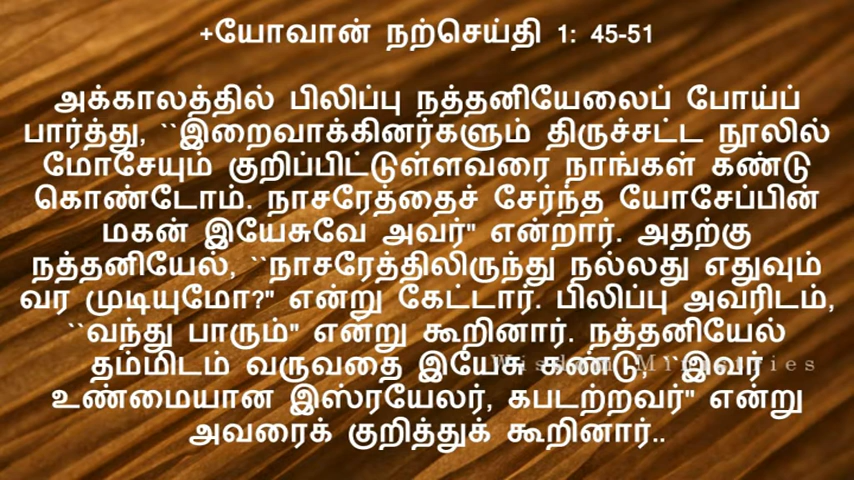 +யோவான் நற்செய்தி 1: 45-51
அக்காலத்தில் பிலிப்பு நத்தனியேலைப் போய்ப்
பார்த்து, ``இறைவாக்கினர்களும் திருச்சட்ட நூலில்
மோசேயும் குறிப்பிட்டுள்ளவரை நாங்கள் கண்டு
கொண்டோம். நாசரேத்தைச் சேர்ந்த யோசேப்பின்
மகன் இயேசுவே அவர்" என்றார். அதற்கு
நத்தனியேல், ``நாசரேத்திலிருந்து நல்லது எதுவும்
வர முடியுமோ?" என்று கேட்டார். பிலிப்பு அவரிடம்,
``வந்து பாரும்" என்று கூறினார். நத்தனியேல்
தம்மிடம் வருவதை இயேசு கண்டு, ``இவர்
உண்மையான இஸ்ரயேலர், கபடற்றவர்" என்று
அவரைக் குறித்துக் கூறினார்..
Wisdom Ministries